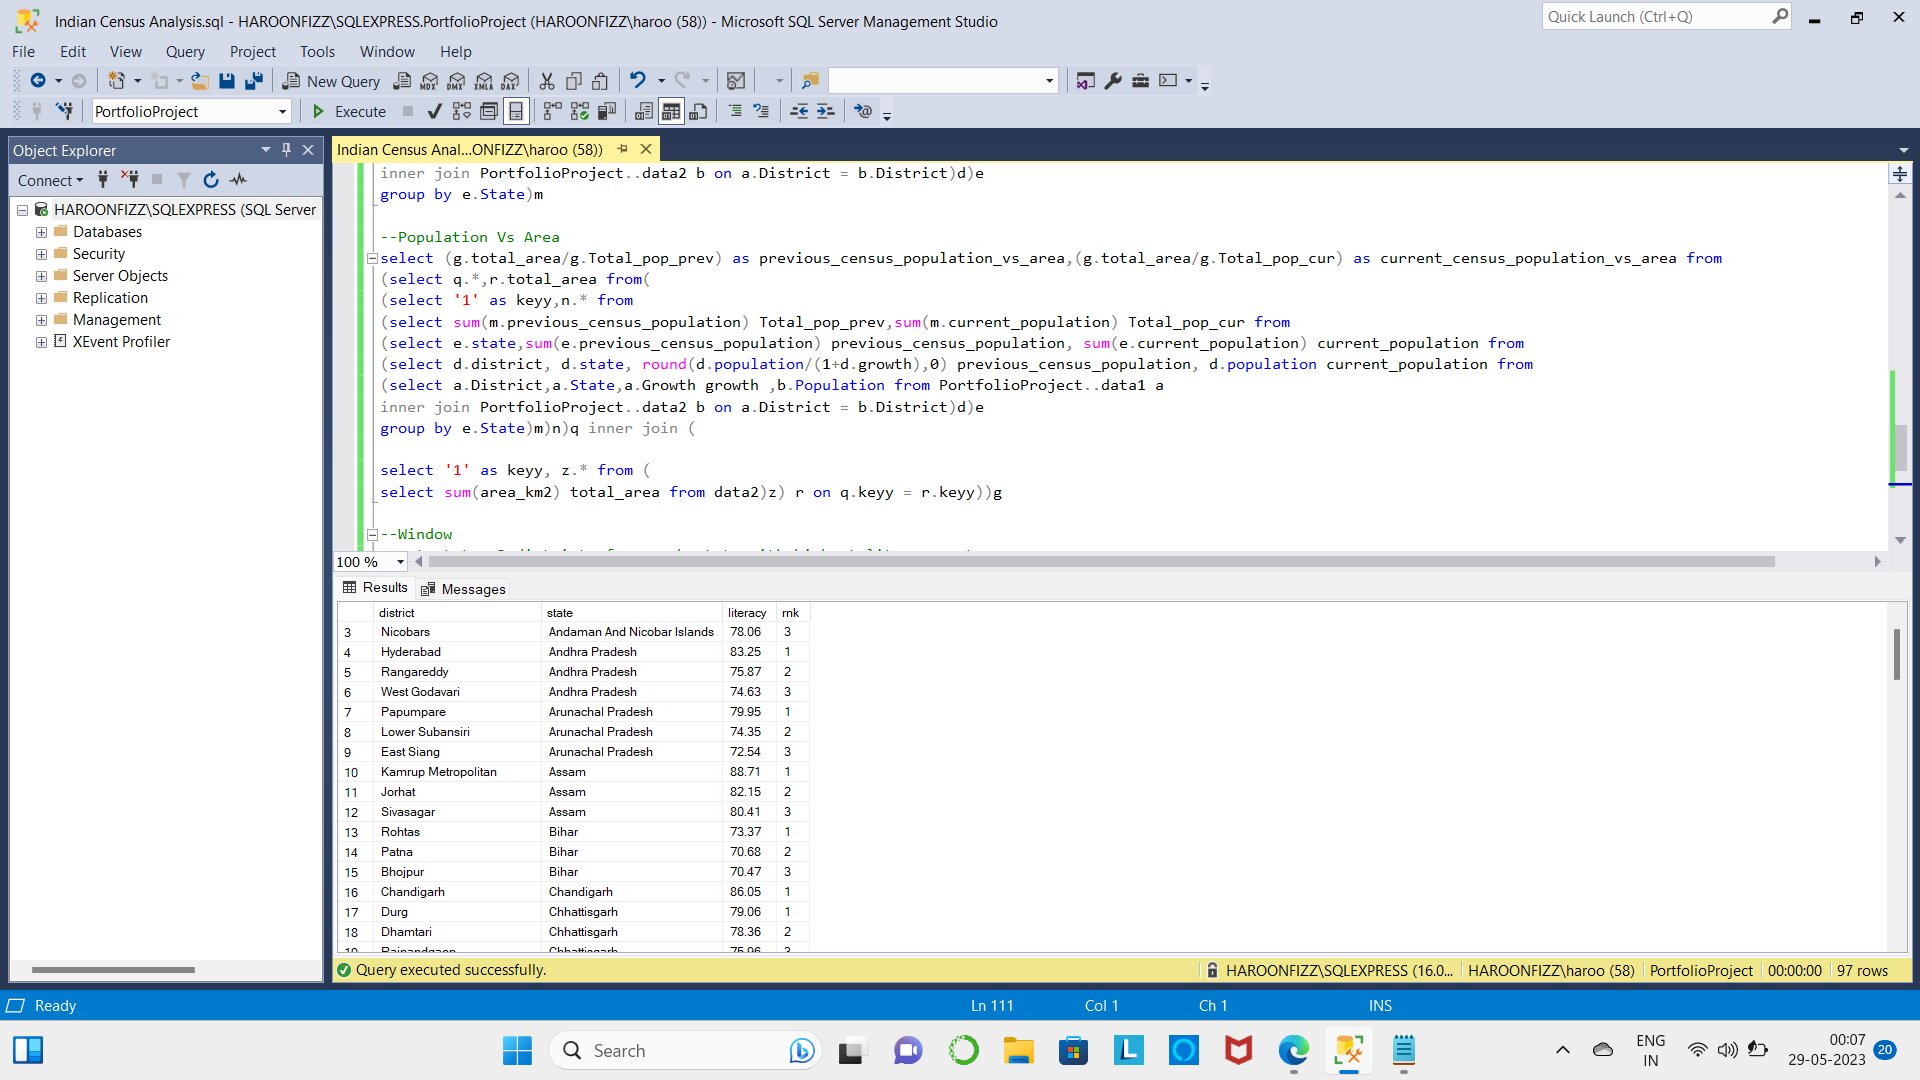 Indian Census Analysis.sql - HAROONFIZZ\SQLEXPRESS.PortfolioProject (HAROONFIZZ\haroo (58)) - Microsoft SQL Server Management Studio
Quick Launch (Ctrl+Q)
File Edit View Query Project Tools Window Help
New Query
MDX DMX XMLA DAX
PortfolioProject
Execute
Object Explorer
Connect
HAROONFIZZ\SQLEXPRESS (SQL Server
Databases
Security
Server Objects
Replication
Management
XEvent Profiler
Indian Census Anal...ONFIZZ\haroo (58))
inner join PortfolioProject..data2 b on a.District = b.District)d)e
group by e.State)m
--Population Vs Area
select (g.total_area/g.Total_pop_prev) as previous_census_population_vs_area,(g.total_area/g.Total_pop_cur) as current_census_population_vs_area from
(select q.*,r.total_area from(
(select '1' as keyy,n.* from
(select sum(m.previous_census_population) Total_pop_prev,sum(m.current_population) Total_pop_cur from
(select e.state,sum(e.previous_census_population) previous_census_population, sum(e.current_population) current_population from
(select d.district, d.state, round(d.population/(1+d.growth),0) previous_census_population, d.population current_population from
(select a.District,a.State,a.Growth growth ,b.Population from PortfolioProject..data1 a
inner join PortfolioProject..data2 b on a.District = b.District)d)e
group by e.State)m)n)q inner join (
select '1' as keyy, z.* from (
select sum(area_km2) total_area from data2)z) r on q.keyy = r.keyy))g
--Window
100 %
Results Messages
district state literacy rnk
3 Nicobars Andaman And Nicobar Islands 78.06 3
4 Hyderabad Andhra Pradesh 83.25 1
5 Rangareddy Andhra Pradesh 75.87 2
6 West Godavari Andhra Pradesh 74.63 3
7 Papumpare Arunachal Pradesh 79.95 1
8 Lower Subansiri Arunachal Pradesh 74.35 2
9 East Siang Arunachal Pradesh 72.54 3
10 Kamrup Metropolitan Assam 88.71 1
11 Jorhat Assam 82.15 2
12 Sivasagar Assam 80.41 3
13 Rohtas Bihar 73.37 1
14 Patna Bihar 70.68 2
15 Bhojpur Bihar 70.47 3
16 Chandigarh Chandigarh 86.05 1
17 Durg Chhattisgarh 79.06 1
18 Dhamtari Chhattisgarh 78.36 2
19 Rajnandgaon Chhattisgarh 75.96 3
Query executed successfully.
HAROONFIZZ\SQLEXPRESS (16.0... HAROONFIZZ\haroo (58) PortfolioProject 00:00:00 97 rows
Ready
Ln 111 Col 1 Ch 1 INS
Search
L
ENG
IN
00:07
29-05-2023
20